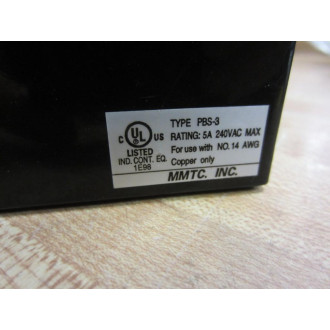 TYPE PBS-3
C UL US
RATING: 5A 240VAC MAX
LISTED
For use with NO.14 AWG
IND. CONT. EQ.
Copper only
1E98
MMTC. INC.